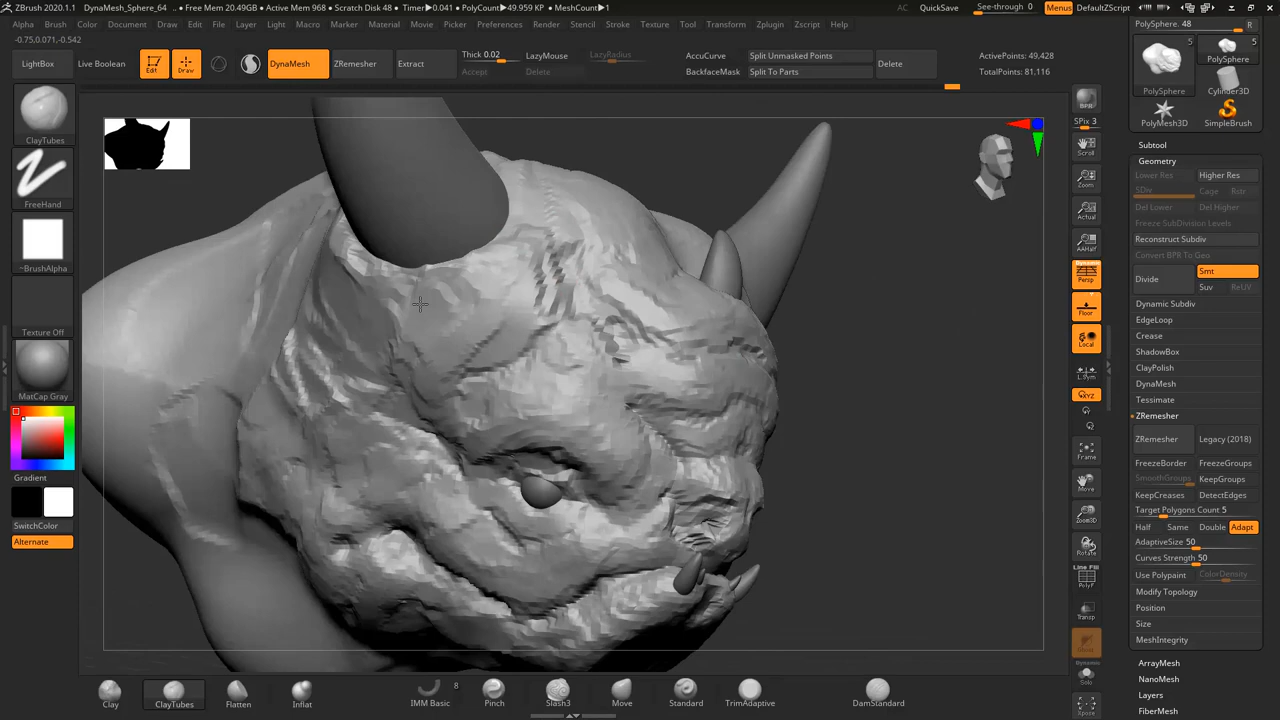 ZBrush 2020.1.1 DynaMesh_Sphere_64 .. • Free Mem 20.49GB • Active Mem 968 • Scratch Disk 48 • Timer▶0.041 • PolyCount▶49.959 KP • MeshCount▶1 AC QuickSave See-through 0 Menus DefaultZScript
Alpha Brush Color Document Draw Edit File Layer Light Macro Marker Material Movie Picker Preferences Render Stencil Stroke Texture Tool Transform Zplugin Zscript Help
-0.75,0.071,-0.542
LightBox Live Boolean Edit Draw DynaMesh ZRemesher Extract
Thick 0.02 LazyMouse LazyRadius
Accept Delete
AccuCurve Split Unmasked Points
BackfaceMask Split To Parts Delete
ActivePoints: 49,428
TotalPoints: 81,116
ClayTubes
FreeHand
~BrushAlpha
Texture Off
MatCap Gray
Gradient
SwitchColor
Alternate
BPR
SPix 3
Scroll
Zoom
Actual
AAHalf
Dynamic
Persp
Floor
Local
L.Sym
XYZ
Frame
Move
Zoom3D
Rotate
Line Fill
PolyF
Transp
Dynamic
Solo
Xpose
PolySphere. 48 R
5 5
PolySphere PolySphere
Cylinder3D
PolyMesh3D SimpleBrush
Subtool
Geometry
Lower Res Higher Res
SDiv Cage Rstr
Del Lower Del Higher
Freeze SubDivision Levels
Reconstruct Subdiv
Convert BPR To Geo
Divide Smt
Suv ReUV
Dynamic Subdiv
EdgeLoop
Crease
ShadowBox
ClayPolish
DynaMesh
Tessimate
ZRemesher
ZRemesher Legacy (2018)
FreezeBorder FreezeGroups
SmoothGroups KeepGroups
KeepCreases DetectEdges
Target Polygons Count 5
Half Same Double Adapt
AdaptiveSize 50
Curves Strength 50
Use Polypaint ColorDensity
Modify Topology
Position
Size
MeshIntegrity
ArrayMesh
NanoMesh
Layers
FiberMesh
Clay ClayTubes Flatten Inflat IMM Basic 8 Pinch Slash3 Move Standard TrimAdaptive DamStandard